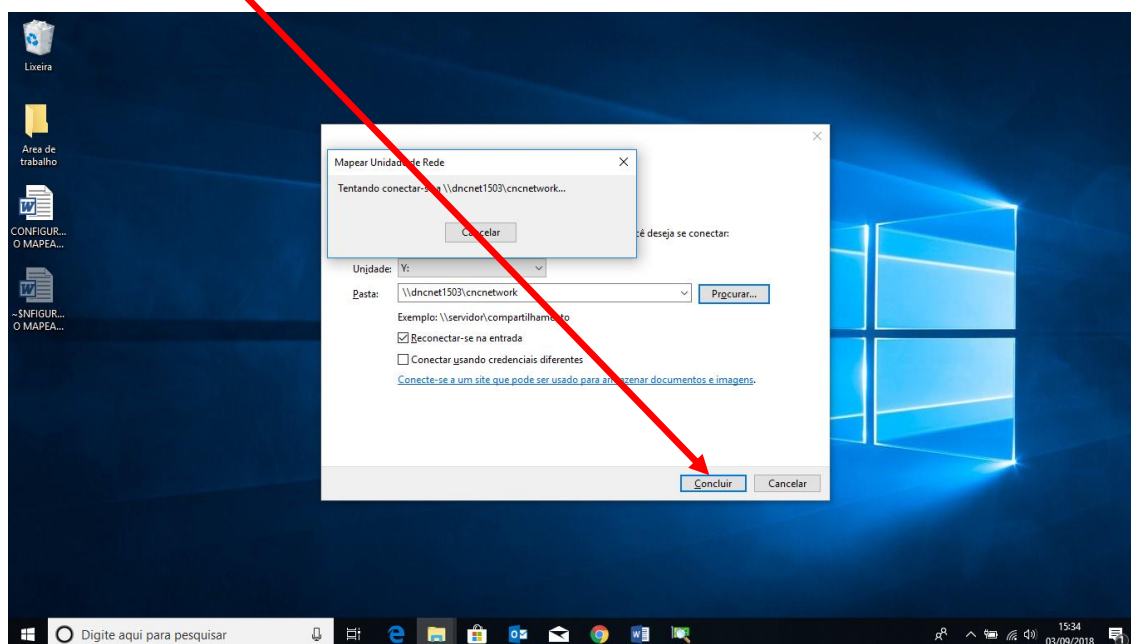 Lixeira
Area de
trabalho
CONFIGUR...
O MAPEA...
~$NFIGUR...
O MAPEA...
Mapear Unidade de Rede
Tentando conectar-se a \\dncnet1503\cncnetwork...
Cancelar
cê deseja se conectar:
Unidade: Y:
Pasta: \\dncnet1503\cncnetwork Procurar...
Exemplo: \\servidor\compartilhamento
Reconectar-se na entrada
Conectar usando credenciais diferentes
Conecte-se a um site que pode ser usado para armazenar documentos e imagens.
Concluir Cancelar
Digite aqui para pesquisar
15:34
03/09/2018